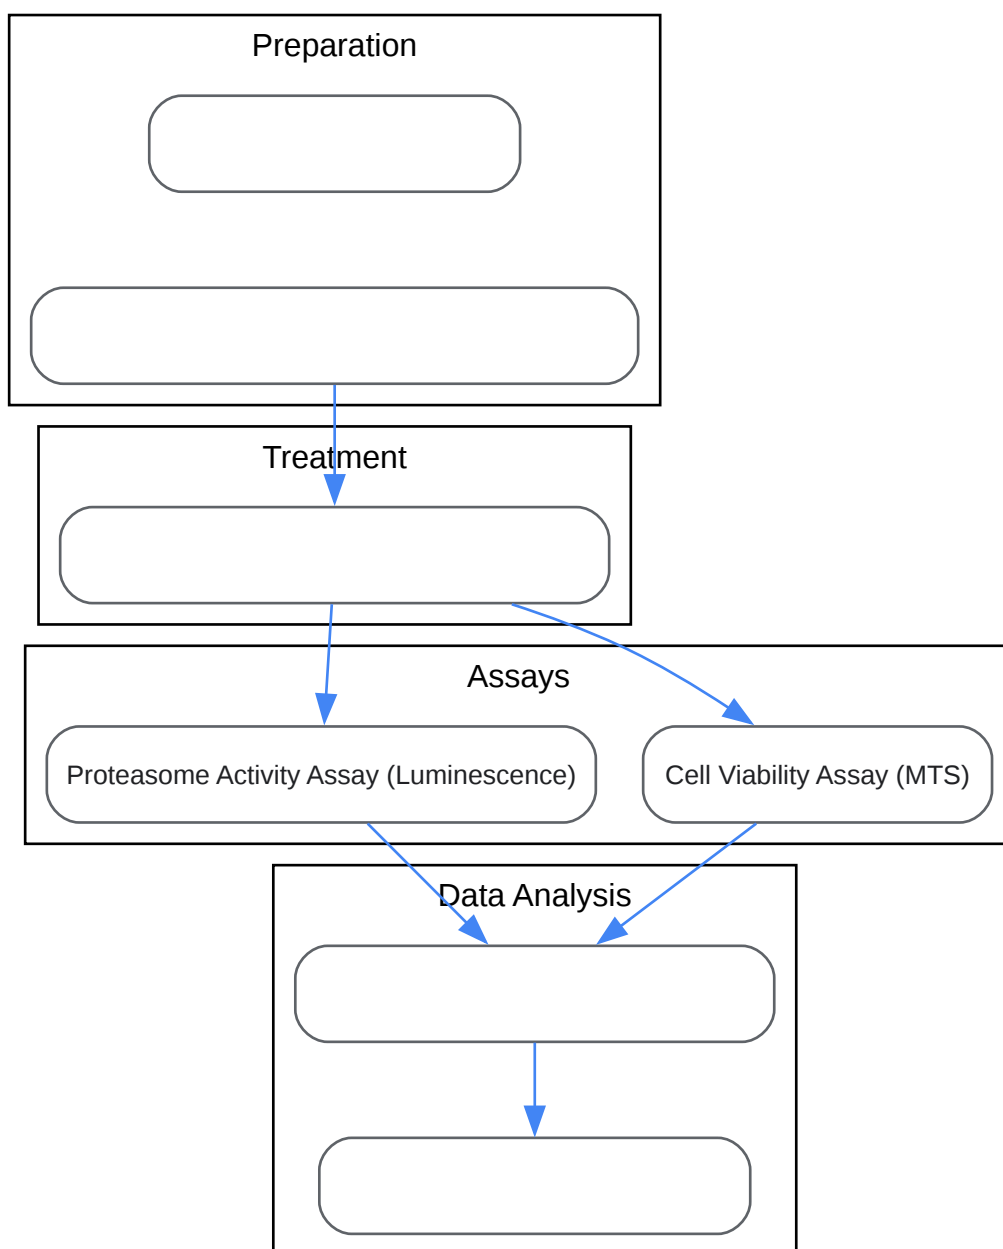 Preparation
Treatment
Assays
Proteasome Activity Assay (Luminescence)
Cell Viability Assay (MTS)
Data Analysis